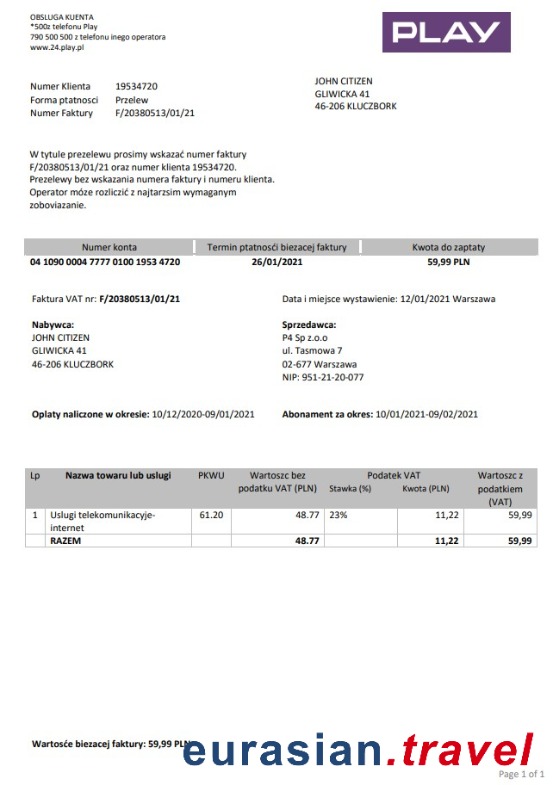 OBSLUGA KUENTA
*500z telefonu Play
790 500 500 z telefonu inego operatora
www.24.play.pl
PLAY
Numer Klienta 19534720
Forma ptatnosci Przelew
Numer Faktury F/20380513/01/21
JOHN CITIZEN
GLIWICKA 41
46-206 KLUCZBORK
W tytule prezelewu prosimy wskazać numer faktury
F/20380513/01/21 oraz numer klienta 19534720.
Prezelewy bez wskazania numera faktury i numeru klienta.
Operator móze rozliczić z najtarzsim wymaganym
zoboviazanie.
Numer konta Termin ptatnosći biezacej faktury Kwota do zaptaty
04 1090 0004 7777 0100 1953 4720 26/01/2021 59,99 PLN
Faktura VAT nr: F/20380513/01/21 Data i miejsce wystawienie: 12/01/2021 Warszawa
Nabywca:
JOHN CITIZEN
GLIWICKA 41
46-206 KLUCZBORK
Sprzedawca:
P4 Sp z.o.o
ul. Tasmowa 7
02-677 Warszawa
NIP: 951-21-20-077
Oplaty naliczone w okresie: 10/12/2020-09/01/2021 Abonament za okres: 10/01/2021-09/02/2021
Lp Nazwa towaru lub uslugi PKWU Wartoszc bez podatku VAT (PLN) Podatek VAT Stawka (%) Kwota (PLN) Wartoszc z podatkiem (VAT)
1 Uslugi telekomunikacyje-internet 61.20 48.77 23% 11,22 59,99
RAZEM 48.77 11,22 59,99
Wartosće biezacej faktury: 59,99 PLN
eurasian.travel
Page 1 of 1